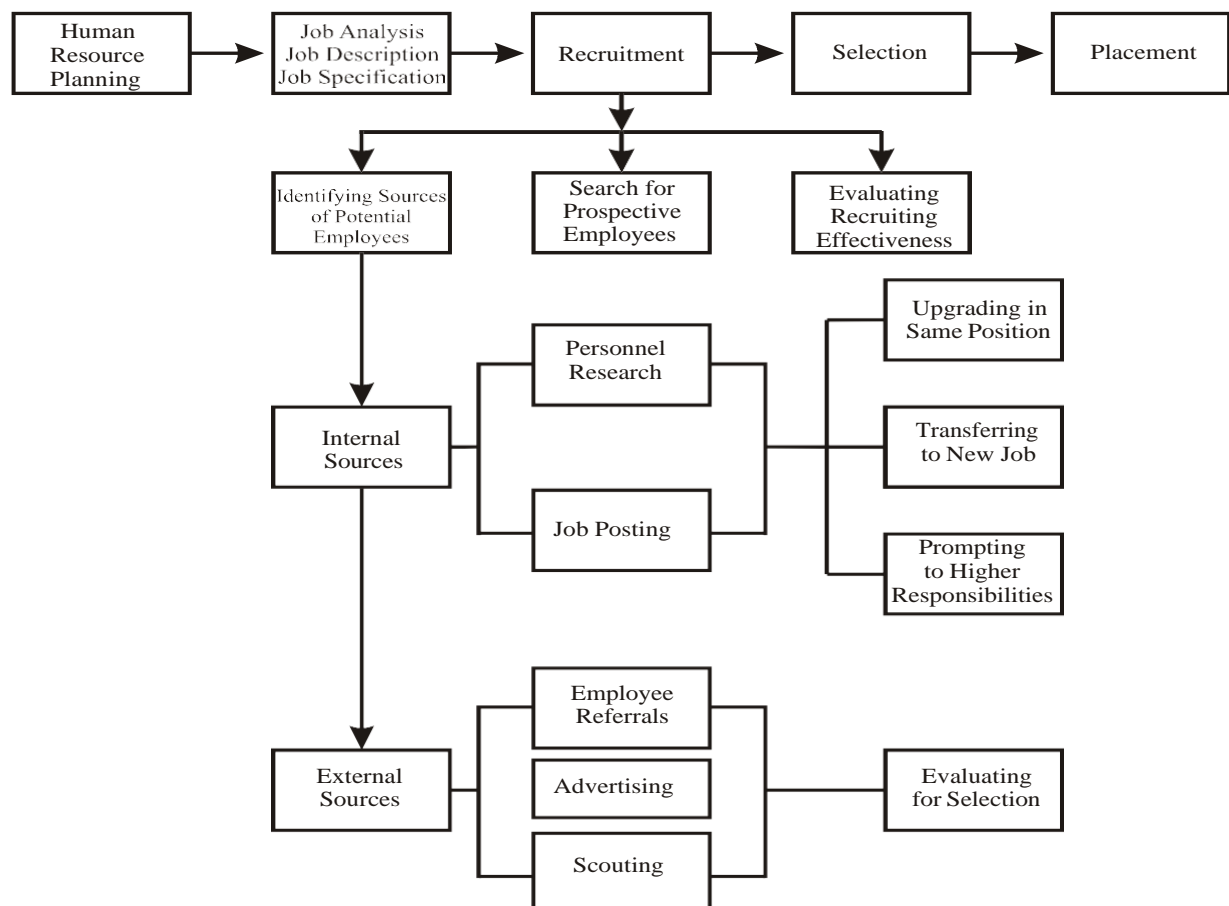 Human
Resource
Planning
Job Analysis
Job Description
Job Specification
Recruitment
Selection
Placement
Identifying Sources
of Potential
Employees
Search for
Prospective
Employees
Evaluating
Recruiting
Effectiveness
Personnel
Research
Upgrading in
Same Position
Internal
Sources
Transferring
to New Job
Job Posting
Prompting
to Higher
Responsibilities
Employee
Referrals
External
Sources
Advertising
Evaluating
for Selection
Scouting